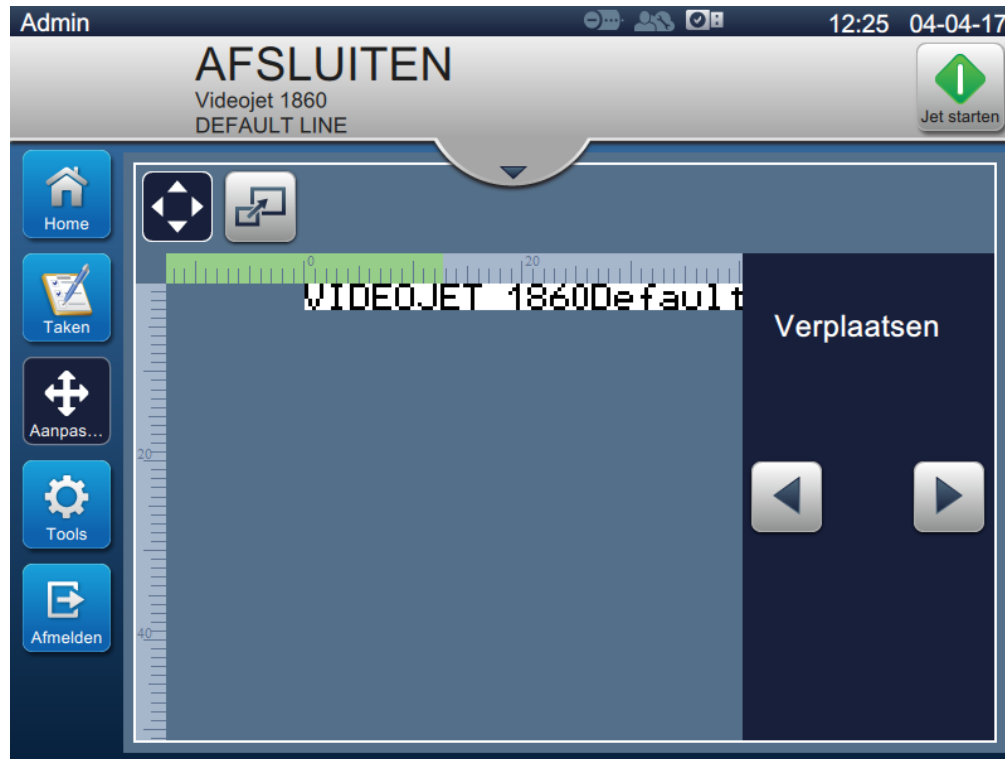 Admin 12:25 04-04-17
AFSLUITEN
Videojet 1860
DEFAULT LINE
Jet starten
Home
Taken
Aanpas...
Tools
Afmelden
0 20
VIDEOJET 1860Default
Verplaatsen
20
40